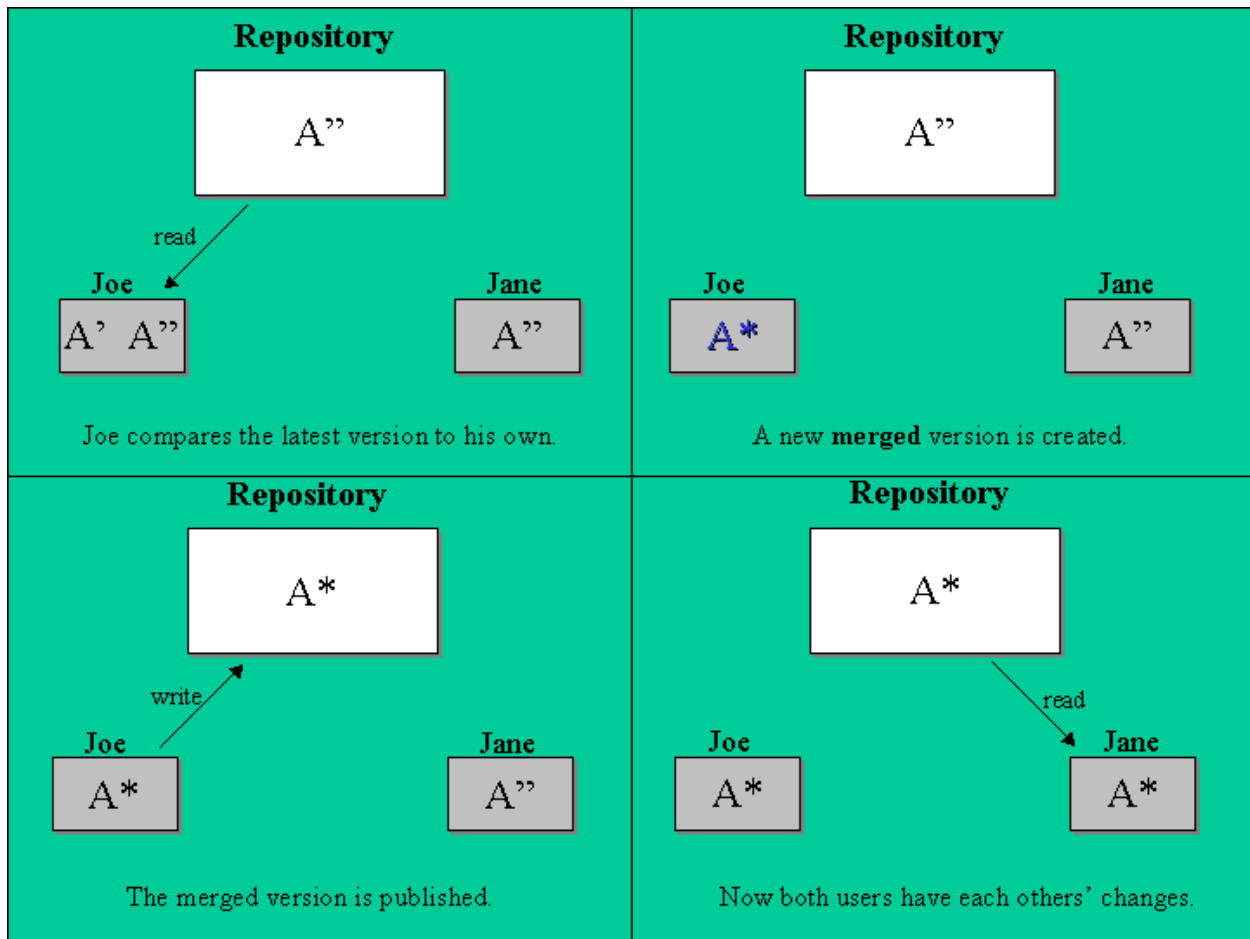 Repository
A”
read
Joe
Jane
A’ A”
A”
Joe compares the latest version to his own.
Repository
A”
Joe
Jane
A*
A”
A new merged version is created.
Repository
A*
write
Joe
Jane
A*
A”
The merged version is published.
Repository
A*
read
Joe
Jane
A*
A*
Now both users have each others’ changes.